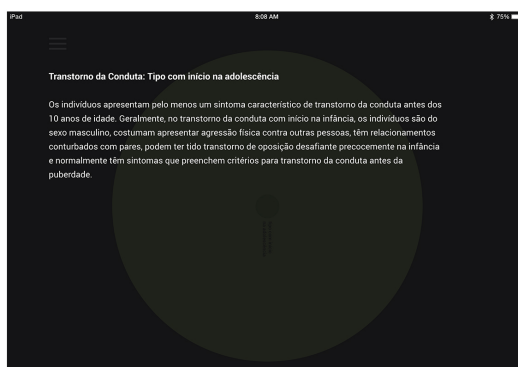 iPad 8:08 AM 75%
Transtorno da Conduta: Tipo com início na adolescência
Os indivíduos apresentam pelo menos um sintoma característico de transtorno da conduta antes dos
10 anos de idade. Geralmente, no transtorno da conduta com início na infância, os indivíduos são do
sexo masculino, costumam apresentar agressão física contra outras pessoas, têm relacionamentos
conturbados com pares, podem ter tido transtorno de oposição desafiante precocemente na infância
e normalmente têm sintomas que preenchem critérios para transtorno da conduta antes da
puberdade.